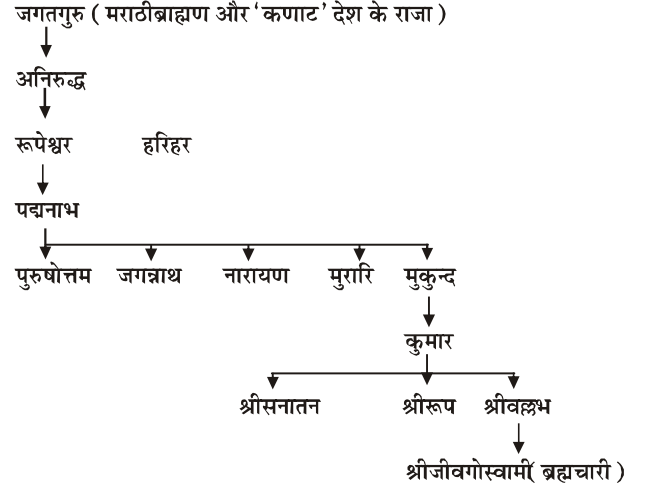 जगतगुरु ( मराठीब्राह्मण और ‘कणाट’ देश के राजा )
अनिरुद्ध
रूपेश्वर हरिहर
पद्मनाभ
पुरुषोत्तम जगन्नाथ नारायण मुरारि मुकुन्द
कुमार
श्रीसनातन श्रीरूप श्रीवल्लभ
श्रीजीवगोस्वामी( ब्रह्मचारी )